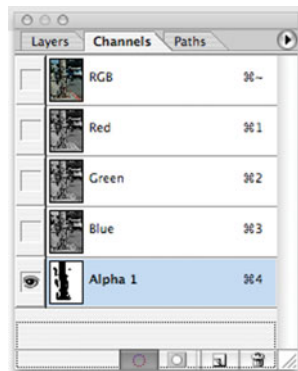 Layers Channels Paths
RGB ⌘~
Red ⌘1
Green ⌘2
Blue ⌘3
Alpha 1 ⌘4